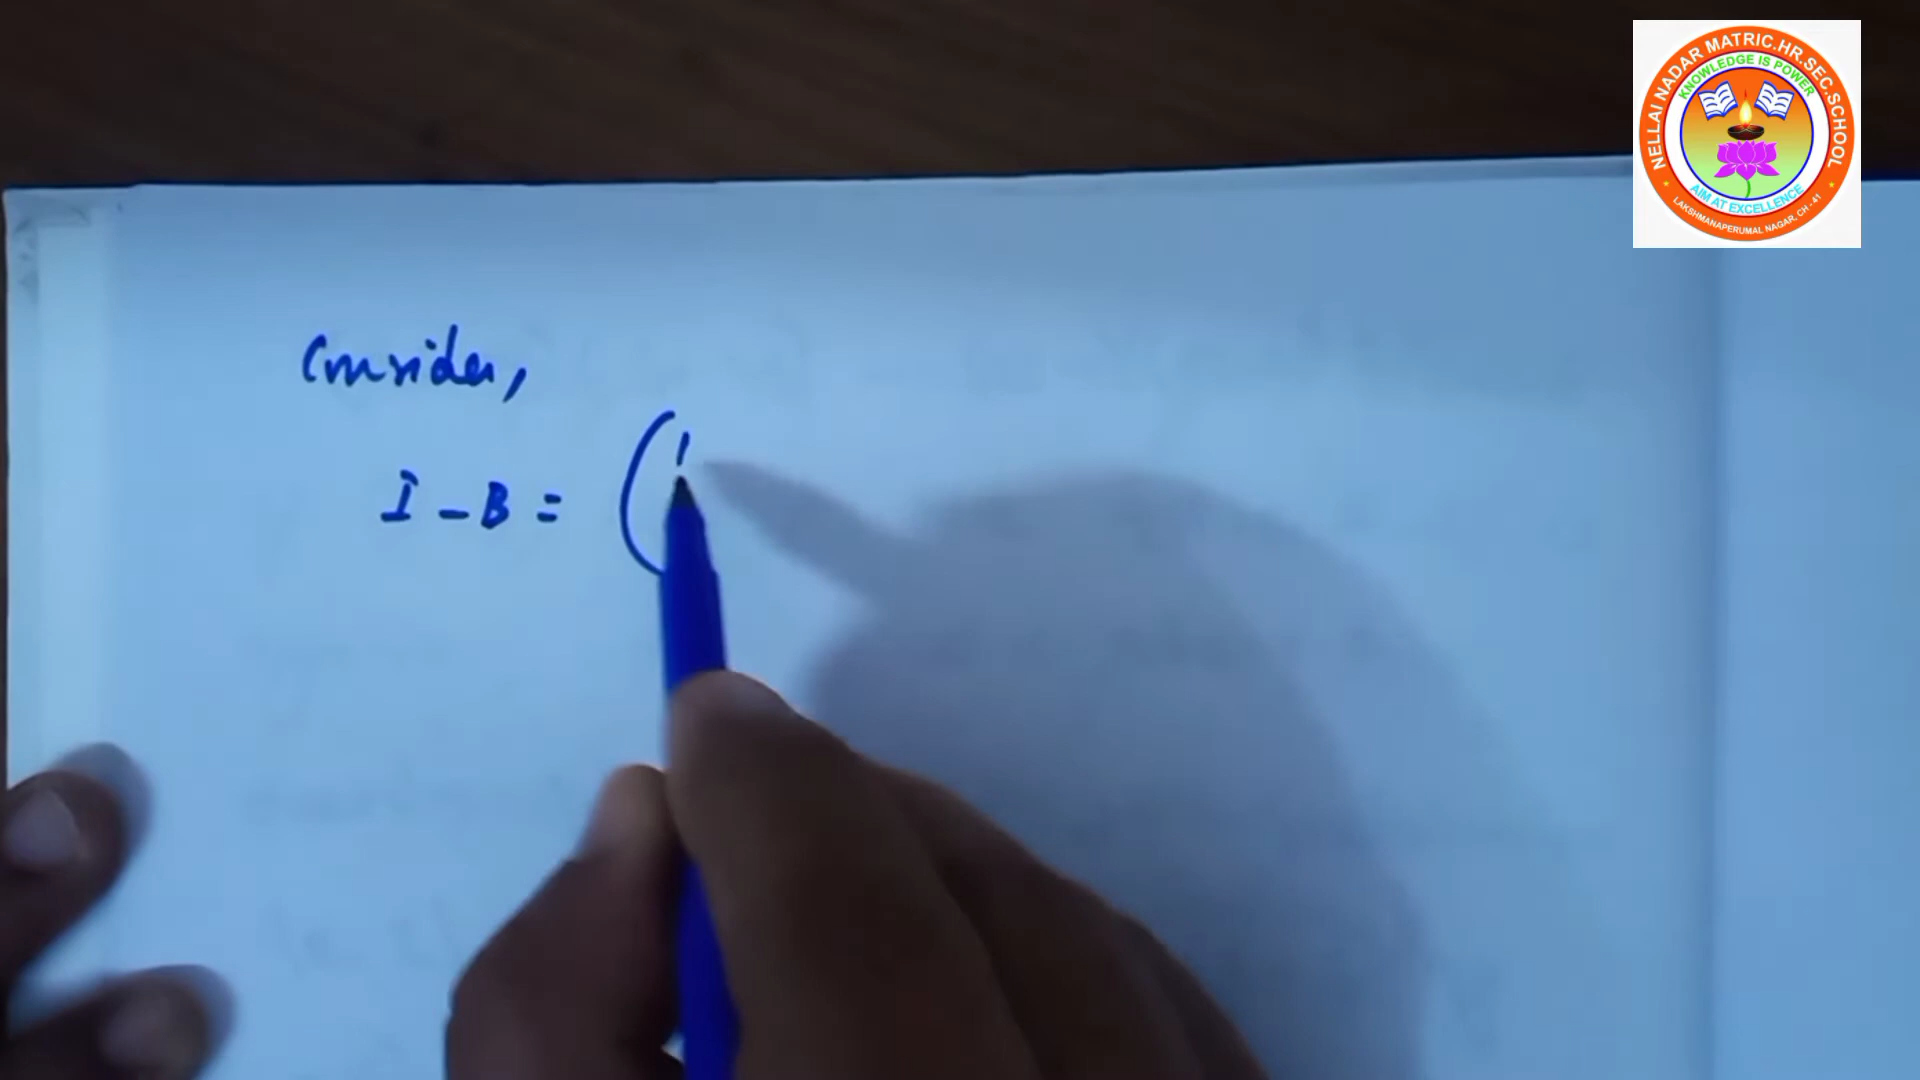 NELLAI NADAR MATRIC.HR.SEC.SCHOOL
KNOWLEDGE IS POWER
AIM AT EXCELLENCE
LAKSHMANAPERUMAL NAGAR, CH - 41
Consider,
I - B = ( 1